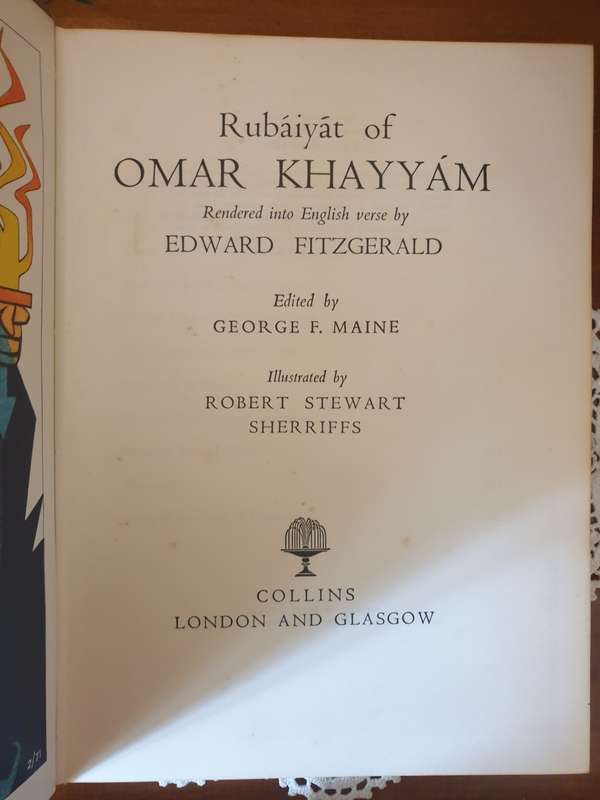 Rubáiyát of
OMAR KHAYYÁM
Rendered into English verse by
EDWARD FITZGERALD
Edited by
GEORGE F. MAINE
Illustrated by
ROBERT STEWART
SHERRIFFS
COLLINS
LONDON AND GLASGOW